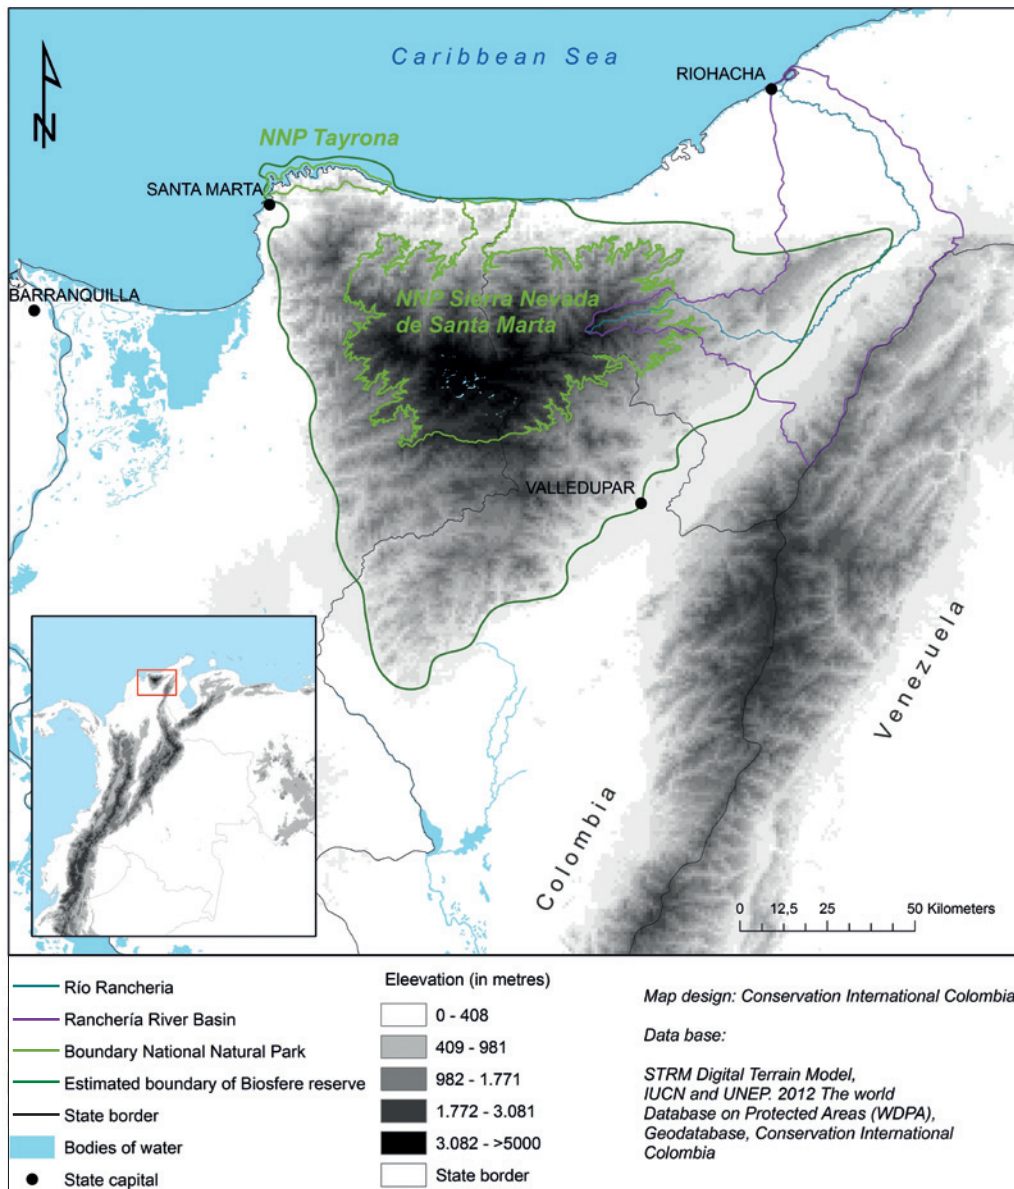 Caribbean Sea
RIOHACHA
N
NNP Tayrona
SANTA MARTA
BARRANQUILLA
NNP Sierra Nevada
de Santa Marta
VALLEDUPAR
Venezuela
Colombia
0 12,5 25 50 Kilometers
Río Rancheria
Ranchería River Basin
Boundary National Natural Park
Estimated boundary of Biosfere reserve
State border
Bodies of water
State capital
Eleevation (in metres)
0 - 408
409 - 981
982 - 1.771
1.772 - 3.081
3.082 - >5000
State border
Map design: Conservation International Colombia
Data base:
STRM Digital Terrain Model,
IUCN and UNEP. 2012 The world
Database on Protected Areas (WDPA),
Geodatabase, Conservation International
Colombia